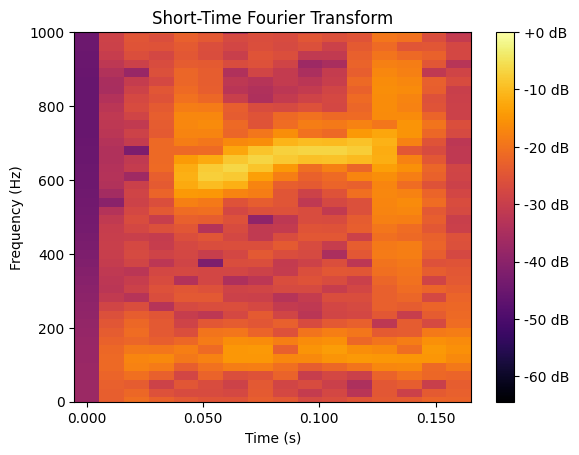 Short-Time Fourier Transform
1000
800
600
400
200
0
Frequency (Hz)
0.000
0.050
0.100
0.150
Time (s)
+0 dB
-10 dB
-20 dB
-30 dB
-40 dB
-50 dB
-60 dB